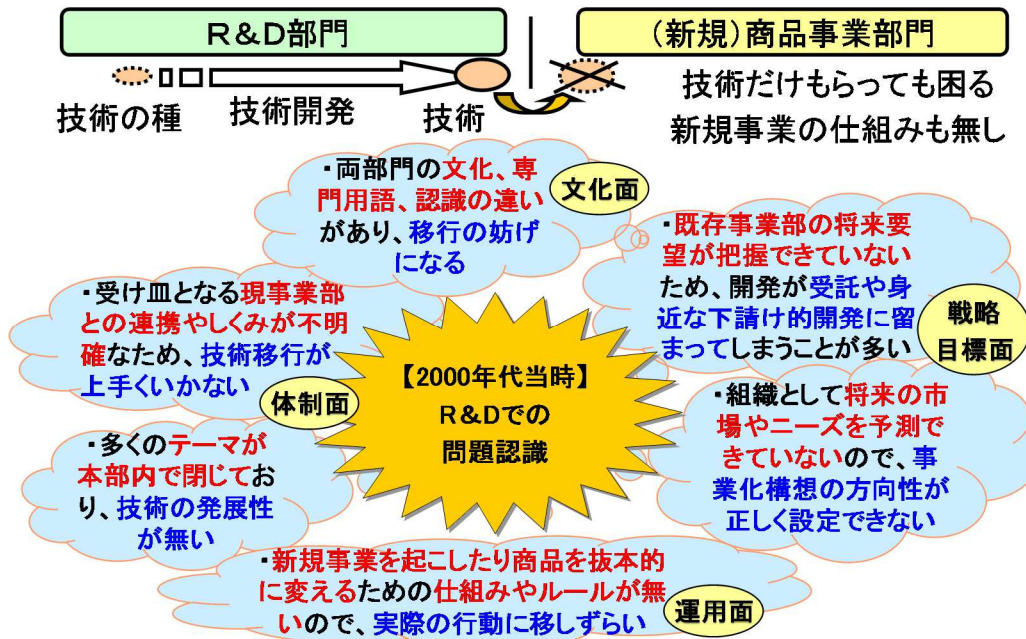 R&D部門
(新規)商品事業部門
技術の種
技術開発
技術
技術だけもらっても困る
新規事業の仕組みも無し
・両部門の文化、専
門用語、認識の違い
があり、移行の妨げ
になる
文化面
・既存事業部の将来要
望が把握できていない
ため、開発が受託や身
近な下請け的開発に留
まってしまうことが多い
戦略
目標面
・受け皿となる現事業部
との連携やしくみが不明
確なため、技術移行が
上手くいかない
体制面
【2000年代当時】
R&Dでの
問題認識
・組織として将来の市
場やニーズを予測で
きていないので、事
業化構想の方向性が
正しく設定できない
・多くのテーマが
本部内で閉じてお
り、技術の発展性
が無い
・新規事業を起こしたり商品を抜本的
に変えるための仕組みやルールが無
いので、実際の行動に移しずらい
運用面